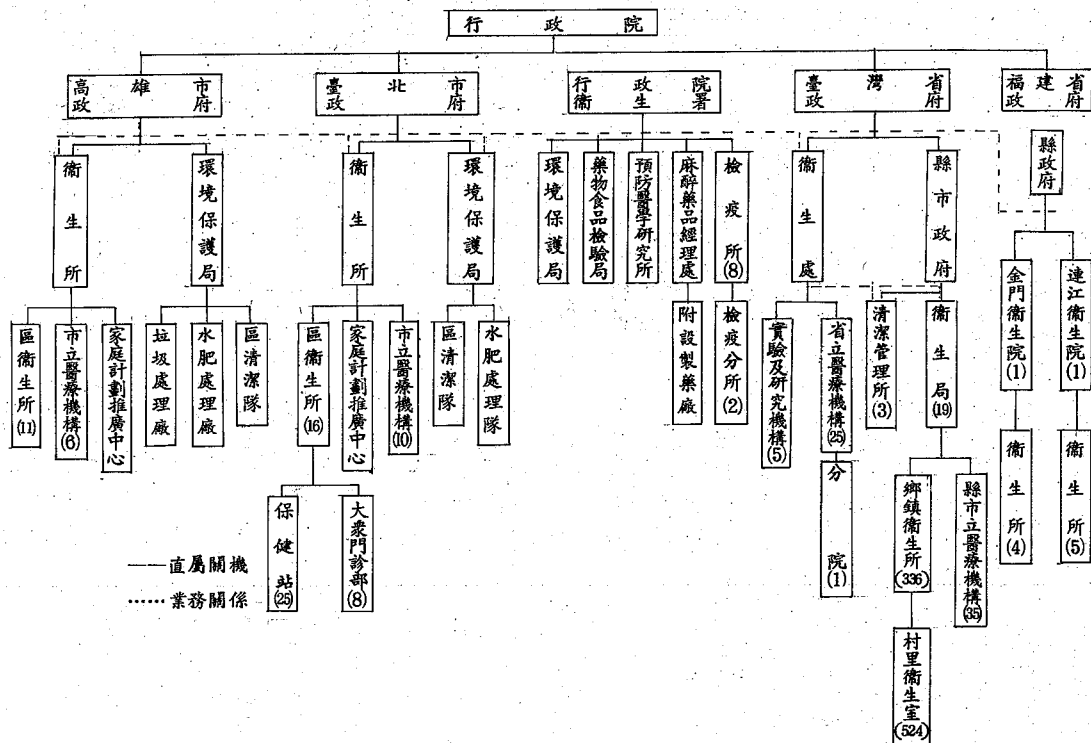 行政院
高雄市政府
臺北市政府
行政院衛生署
臺灣省政府
福建省政府
衛生所
環境保護局
衛生所
環境保護局
環境保護局
藥物食品檢驗局
預防醫學研究所
麻醉藥品經理處
檢疫所(8)
衛生處
縣市政府
縣政府
區衛生所(11)
市立醫療機構(6)
家庭計劃推廣中心
垃圾處理廠
水肥處理廠
區清潔隊
區衛生所(16)
家庭計劃推廣中心
市立醫療機構(10)
區清潔隊
水肥處理隊
附設製藥廠
檢疫分所(2)
實驗及研究機構(5)
省立醫療機構(25)
清潔管理所(3)
衛生局(19)
金門衛生院(1)
連江衛生院(1)
保健站(25)
大衆門診部(8)
分院(1)
鄉鎮衛生所(336)
縣市立醫療機構(35)
衛生所(4)
衛生所(5)
村里衛生室(524)
——直屬關機
……業務關係